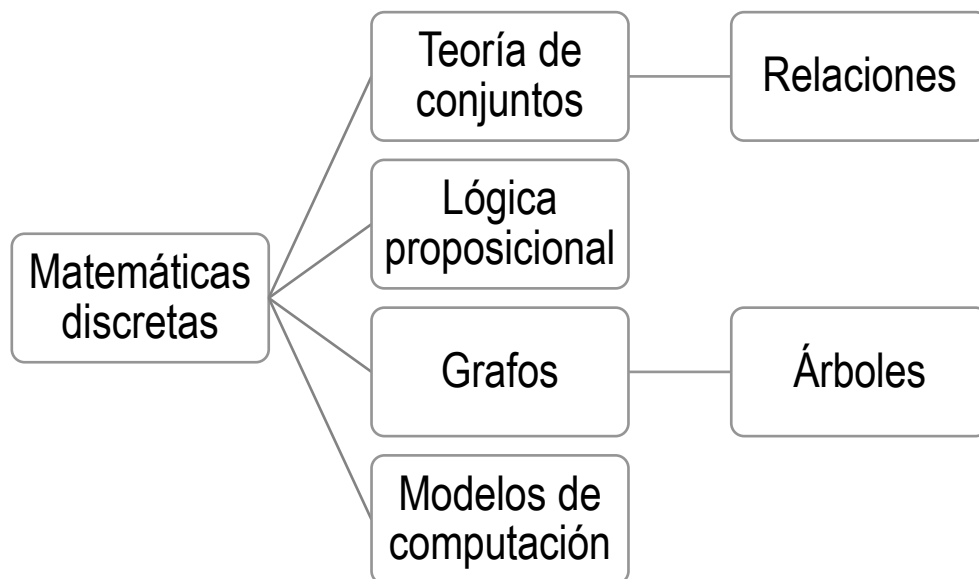 Matemáticas
discretas
Teoría de
conjuntos
Relaciones
Lógica
proposicional
Grafos
Árboles
Modelos de
computación